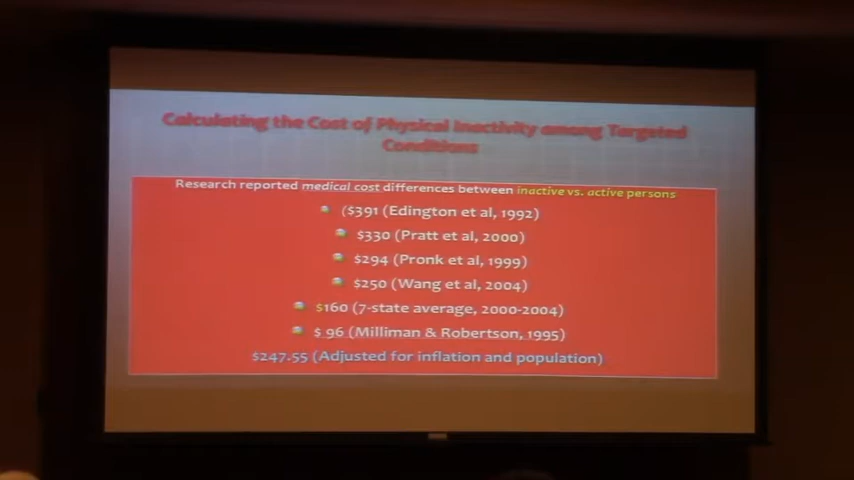 Calculating the Cost of Physical Inactivity among Targeted
Conditions
Research reported medical cost differences between inactive vs. active persons
($391 (Edington et al, 1992)
$330 (Pratt et al, 2000)
$294 (Pronk et al, 1999)
$250 (Wang et al, 2004)
$160 (7-state average, 2000-2004)
$ 96 (Milliman & Robertson, 1995)
$247.55 (Adjusted for inflation and population)